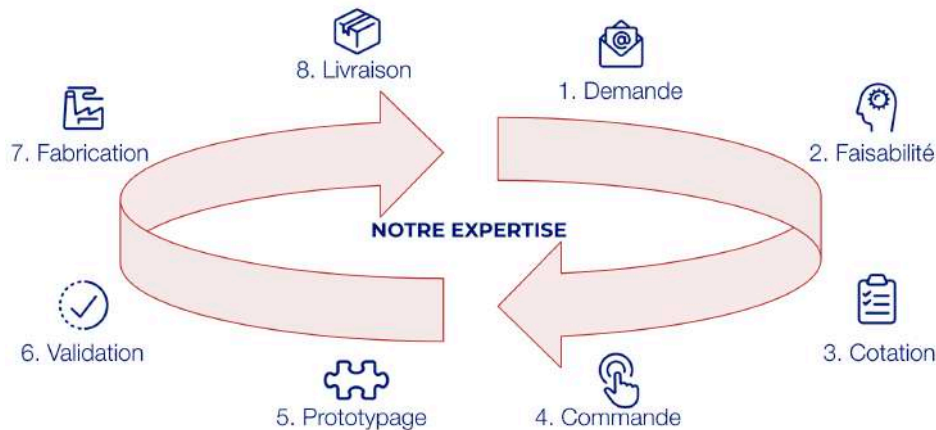 1. Demande
2. Faisabilité
3. Cotation
4. Commande
5. Prototypage
6. Validation
7. Fabrication
8. Livraison
NOTRE EXPERTISE
@